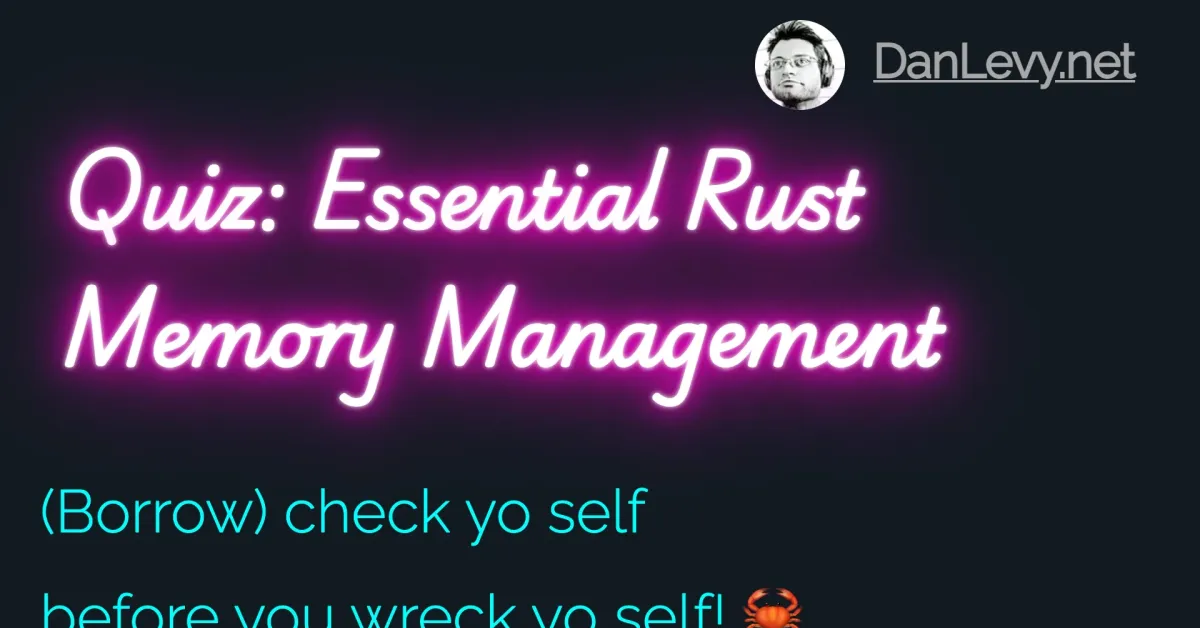 DanLevy.net
Quiz: Essential Rust
Memory Management
(Borrow) check yo self
before you wreck yo self! 🦀